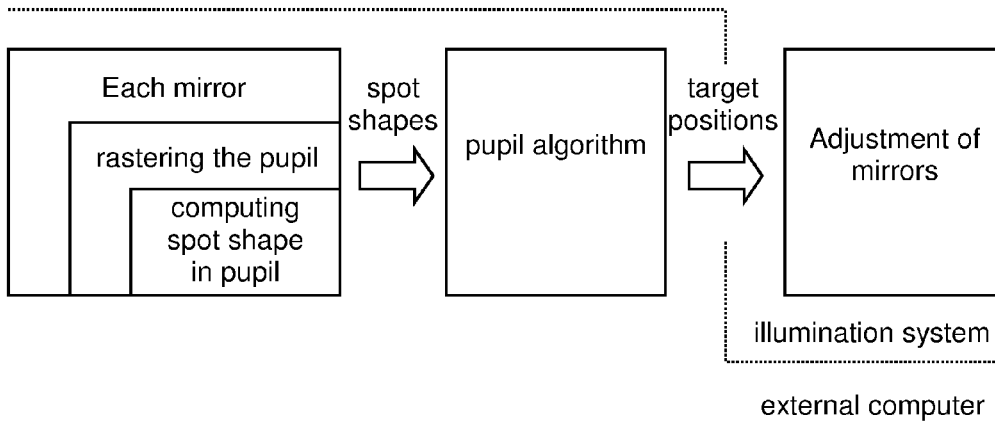 Each mirror
rastering the pupil
computing
spot shape
in pupil
spot
shapes
pupil algorithm
target
positions
Adjustment of
mirrors
illumination system
external computer